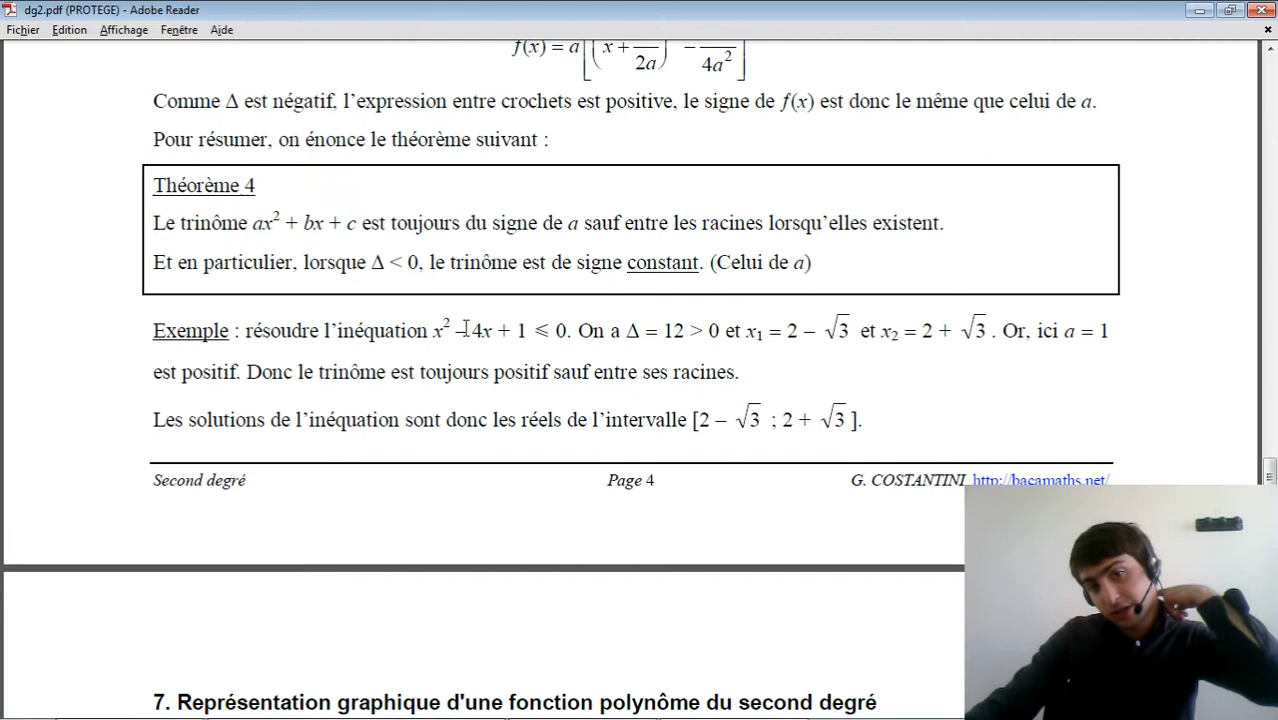 dg2.pdf (PROTEGE) - Adobe Reader
Fichier Edition Affichage Fenêtre Aide
f(x) = a[(x + /2a) − /4a²]
Comme Δ est négatif, l’expression entre crochets est positive, le signe de f(x) est donc le même que celui de a.
Pour résumer, on énonce le théorème suivant :
Théorème 4
Le trinôme ax² + bx + c est toujours du signe de a sauf entre les racines lorsqu’elles existent.
Et en particulier, lorsque Δ < 0, le trinôme est de signe constant. (Celui de a)
Exemple : résoudre l’inéquation x² – 4x + 1 ⩽ 0. On a Δ = 12 > 0 et x₁ = 2 – √3 et x₂ = 2 + √3 . Or, ici a = 1
est positif. Donc le trinôme est toujours positif sauf entre ses racines.
Les solutions de l’inéquation sont donc les réels de l’intervalle [2 – √3 ; 2 + √3 ].
Second degré Page 4 G. COSTANTINI http://bacamaths.net/
7. Représentation graphique d'une fonction polynôme du second degré